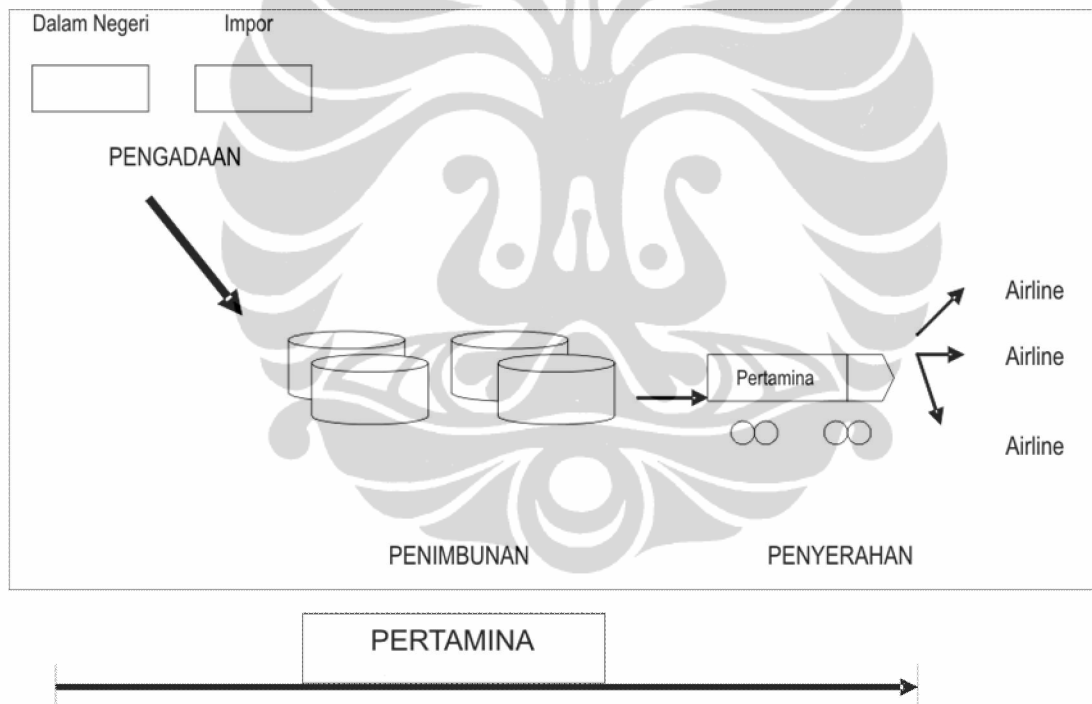 Dalam Negeri
Impor
PENGADAAN
Airline
Airline
Pertamina
Airline
PENIMBUNAN
PENYERAHAN
PERTAMINA